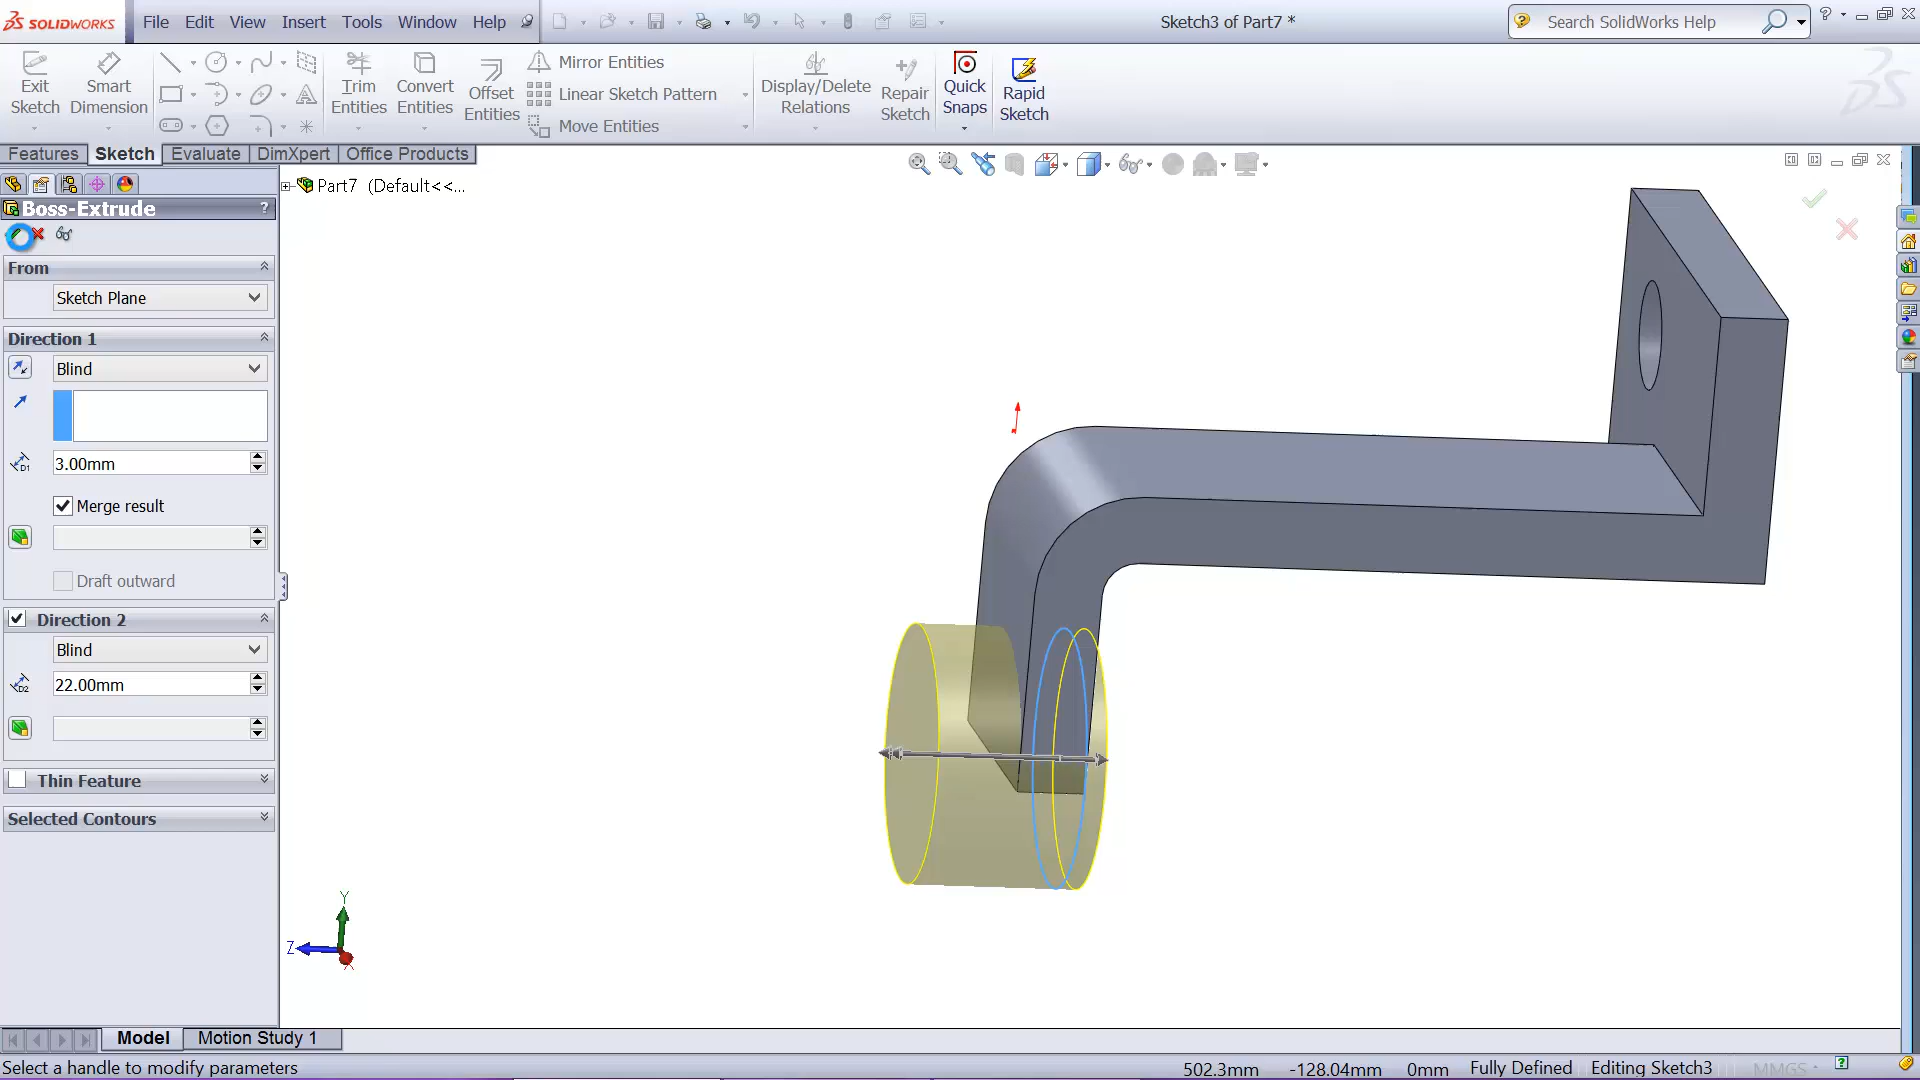 SOLIDWORKS
File Edit View Insert Tools Window Help
Sketch3 of Part7 *
Search SolidWorks Help
Exit Sketch
Smart Dimension
Trim Entities
Convert Entities
Offset Entities
Mirror Entities
Linear Sketch Pattern
Move Entities
Display/Delete Relations
Repair Sketch
Quick Snaps
Rapid Sketch
Features Sketch Evaluate DimXpert Office Products
Part7 (Default<<...
Boss-Extrude ?
From
Sketch Plane
Direction 1
Blind
D1
3.00mm
Merge result
Draft outward
Direction 2
Blind
D2
22.00mm
Thin Feature
Selected Contours
Y
Z
X
Model Motion Study 1
Select a handle to modify parameters
502.3mm -128.04mm 0mm Fully Defined Editing Sketch3 MMGS